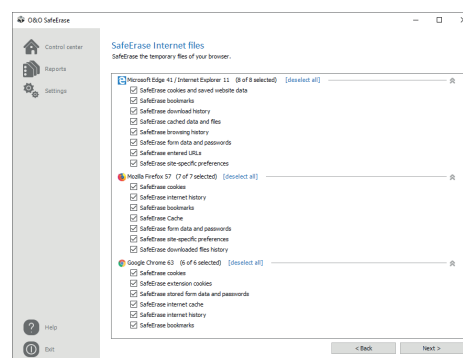 O&O SafeErase
Control center
Reports
Settings
SafeErase Internet files
SafeErase the temporary files of your browser.
Microsoft Edge 41 / Internet Explorer 11 (8 of 8 selected) [deselect all]
SafeErase cookies and saved website data
SafeErase bookmarks
SafeErase download history
SafeErase cached data and files
SafeErase browsing history
SafeErase form data and passwords
SafeErase entered URLs
SafeErase site-specific preferences
Mozilla Firefox 57 (7 of 7 selected) [deselect all]
SafeErase cookies
SafeErase internet history
SafeErase bookmarks
SafeErase Cache
SafeErase form data and passwords
SafeErase site-specific preferences
SafeErase downloaded files history
Google Chrome 63 (6 of 6 selected) [deselect all]
SafeErase cookies
SafeErase extension cookies
SafeErase stored form data and passwords
SafeErase internet cache
SafeErase internet history
SafeErase bookmarks
Help
Exit
< Back
Next >